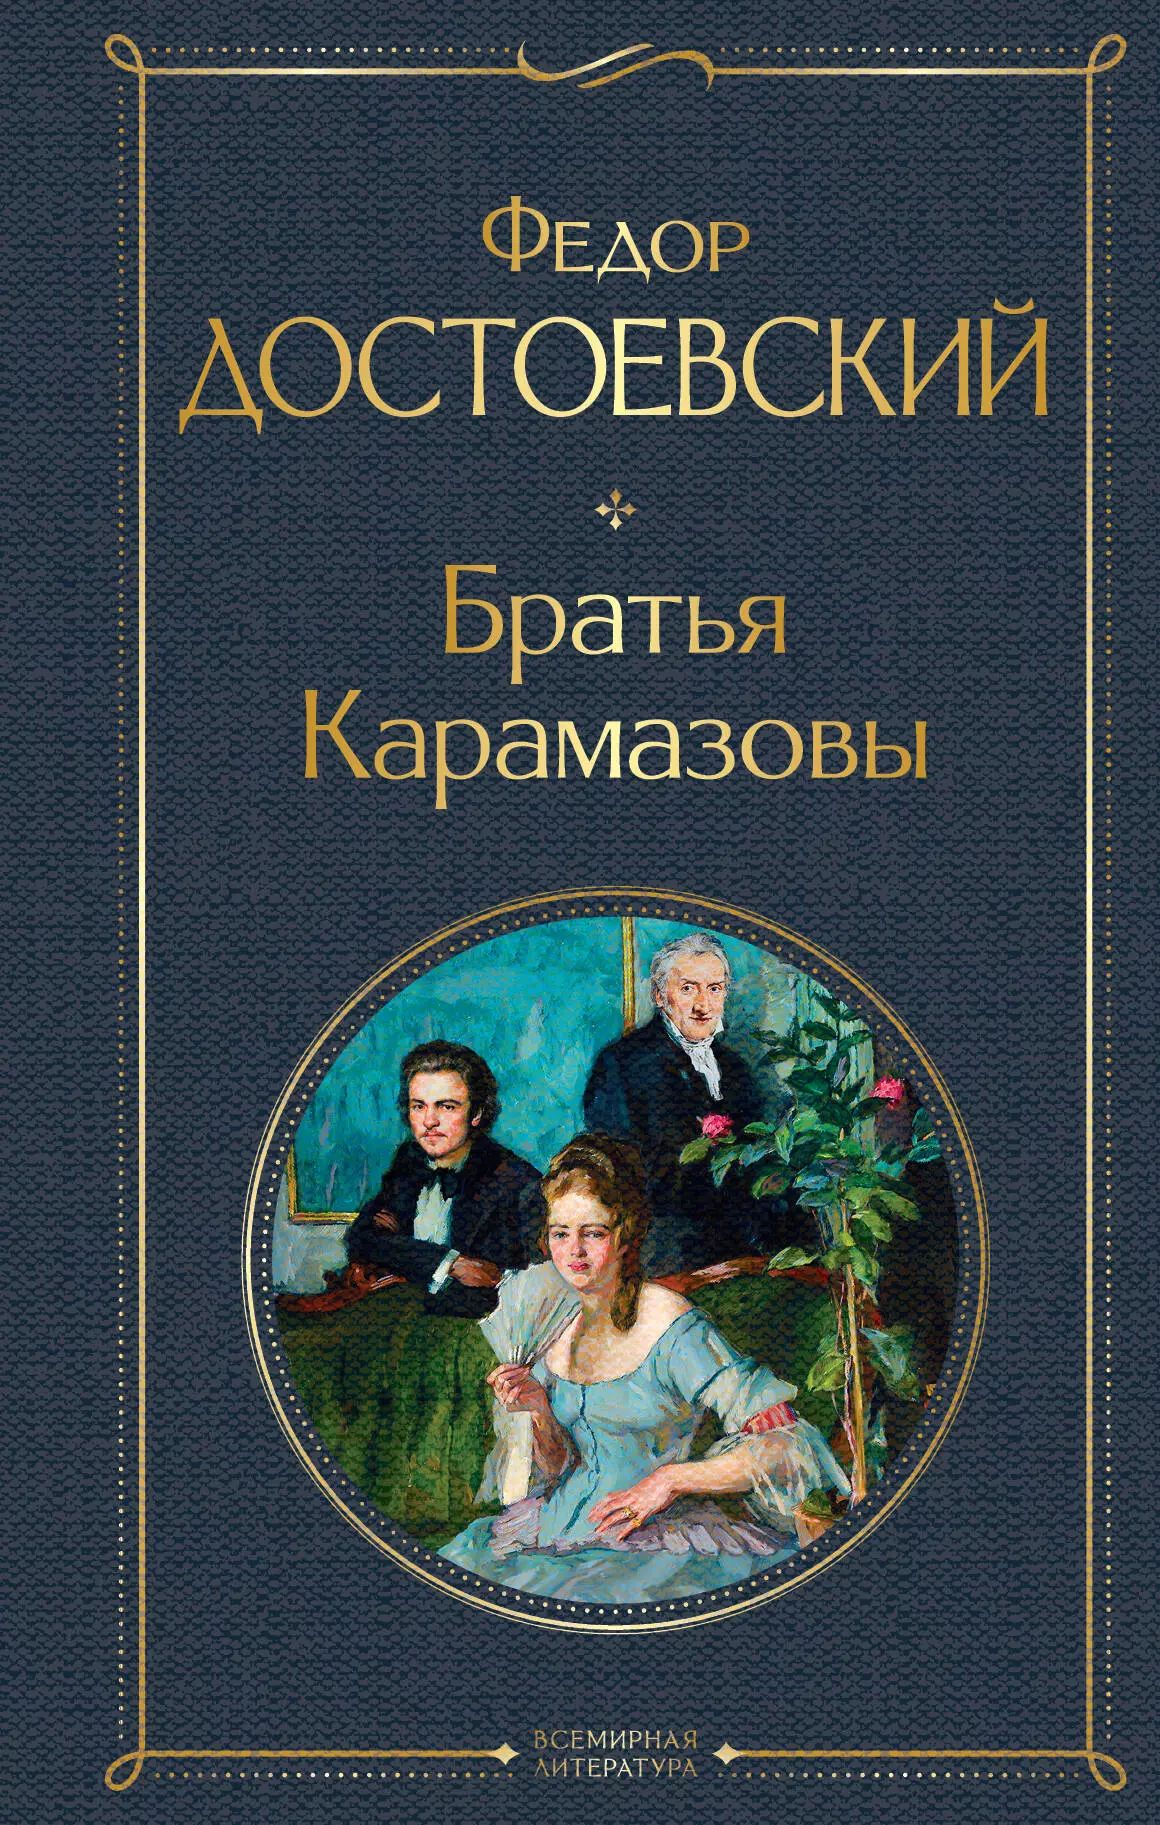 Федор
ДОСТОЕВСКИЙ
Братья
Карамазовы
ВСЕМИРНАЯ
ЛИТЕРАТУРА